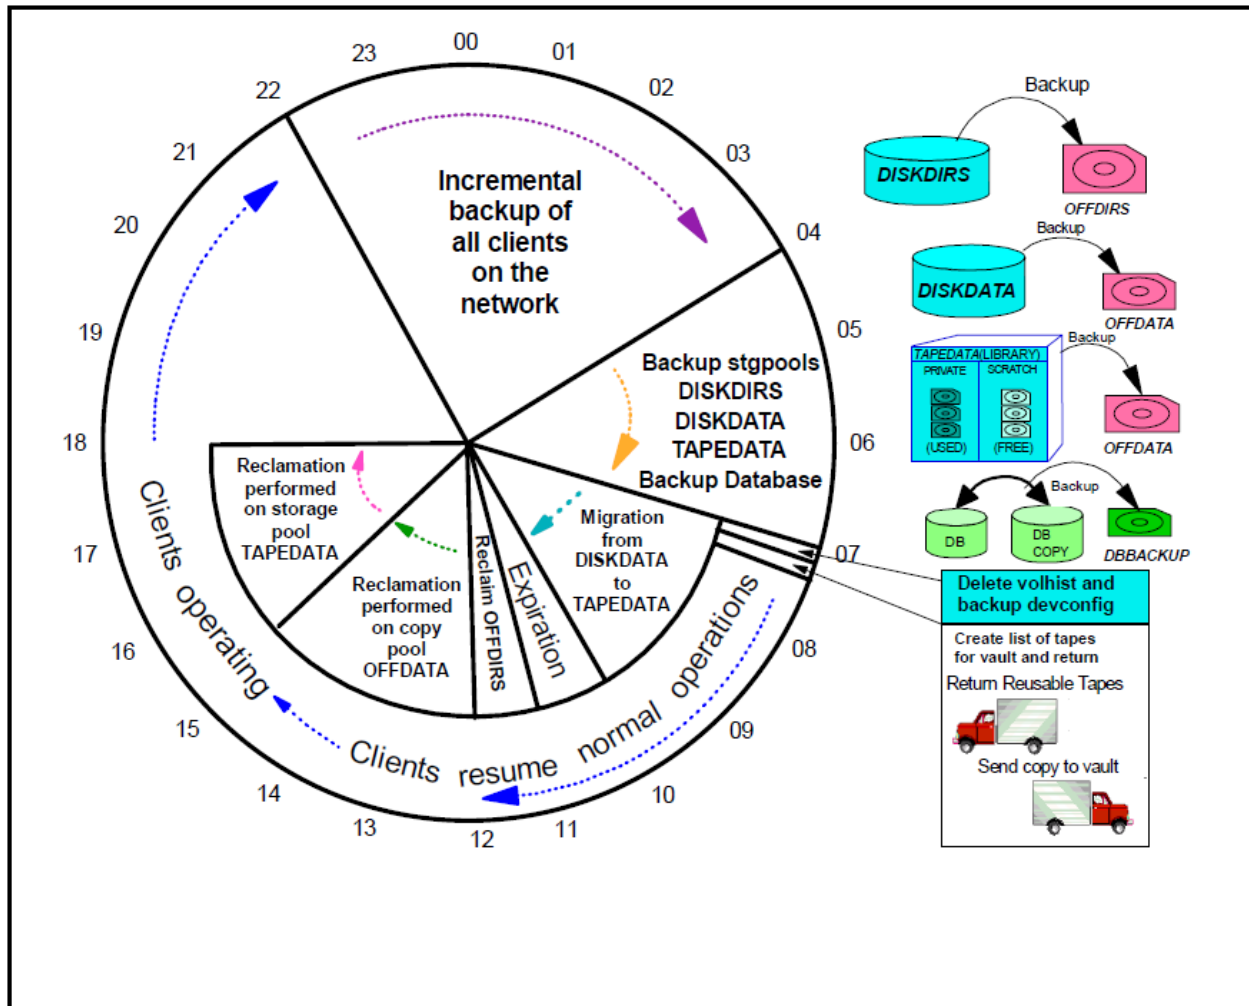 00
01
02
03
04
05
06
07
08
09
10
11
12
13
14
15
16
17
18
19
20
21
22
23
Incremental
backup of
all clients
on the
network
Backup stgpools
DISKDIRS
DISKDATA
TAPEDATA
Backup Database
Migration
from
DISKDATA
to
TAPEDATA
Expiration
Reclaim OFFDIRS
Reclamation
performed
on copy
pool
OFFDATA
Reclamation
performed
on storage
pool
TAPEDATA
Clients resume normal operations
Clients operating
Backup
DISKDIRS
OFFDIRS
Backup
DISKDATA
OFFDATA
Backup
TAPEDATA(LIBRARY)
PRIVATE SCRATCH
(USED) (FREE)
OFFDATA
Backup
DB
DB
COPY
DBBACKUP
Delete volhist and
backup devconfig
Create list of tapes
for vault and return
Return Reusable Tapes
Send copy to vault